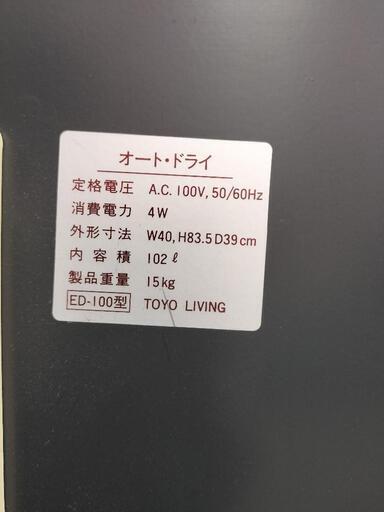 オート・ドライ
定格電圧 A.C. 100V, 50/60Hz
消費電力 4W
外形寸法 W40, H83.5 D39cm
内容積 102ℓ
製品重量 15kg
ED-100型 TOYO LIVING